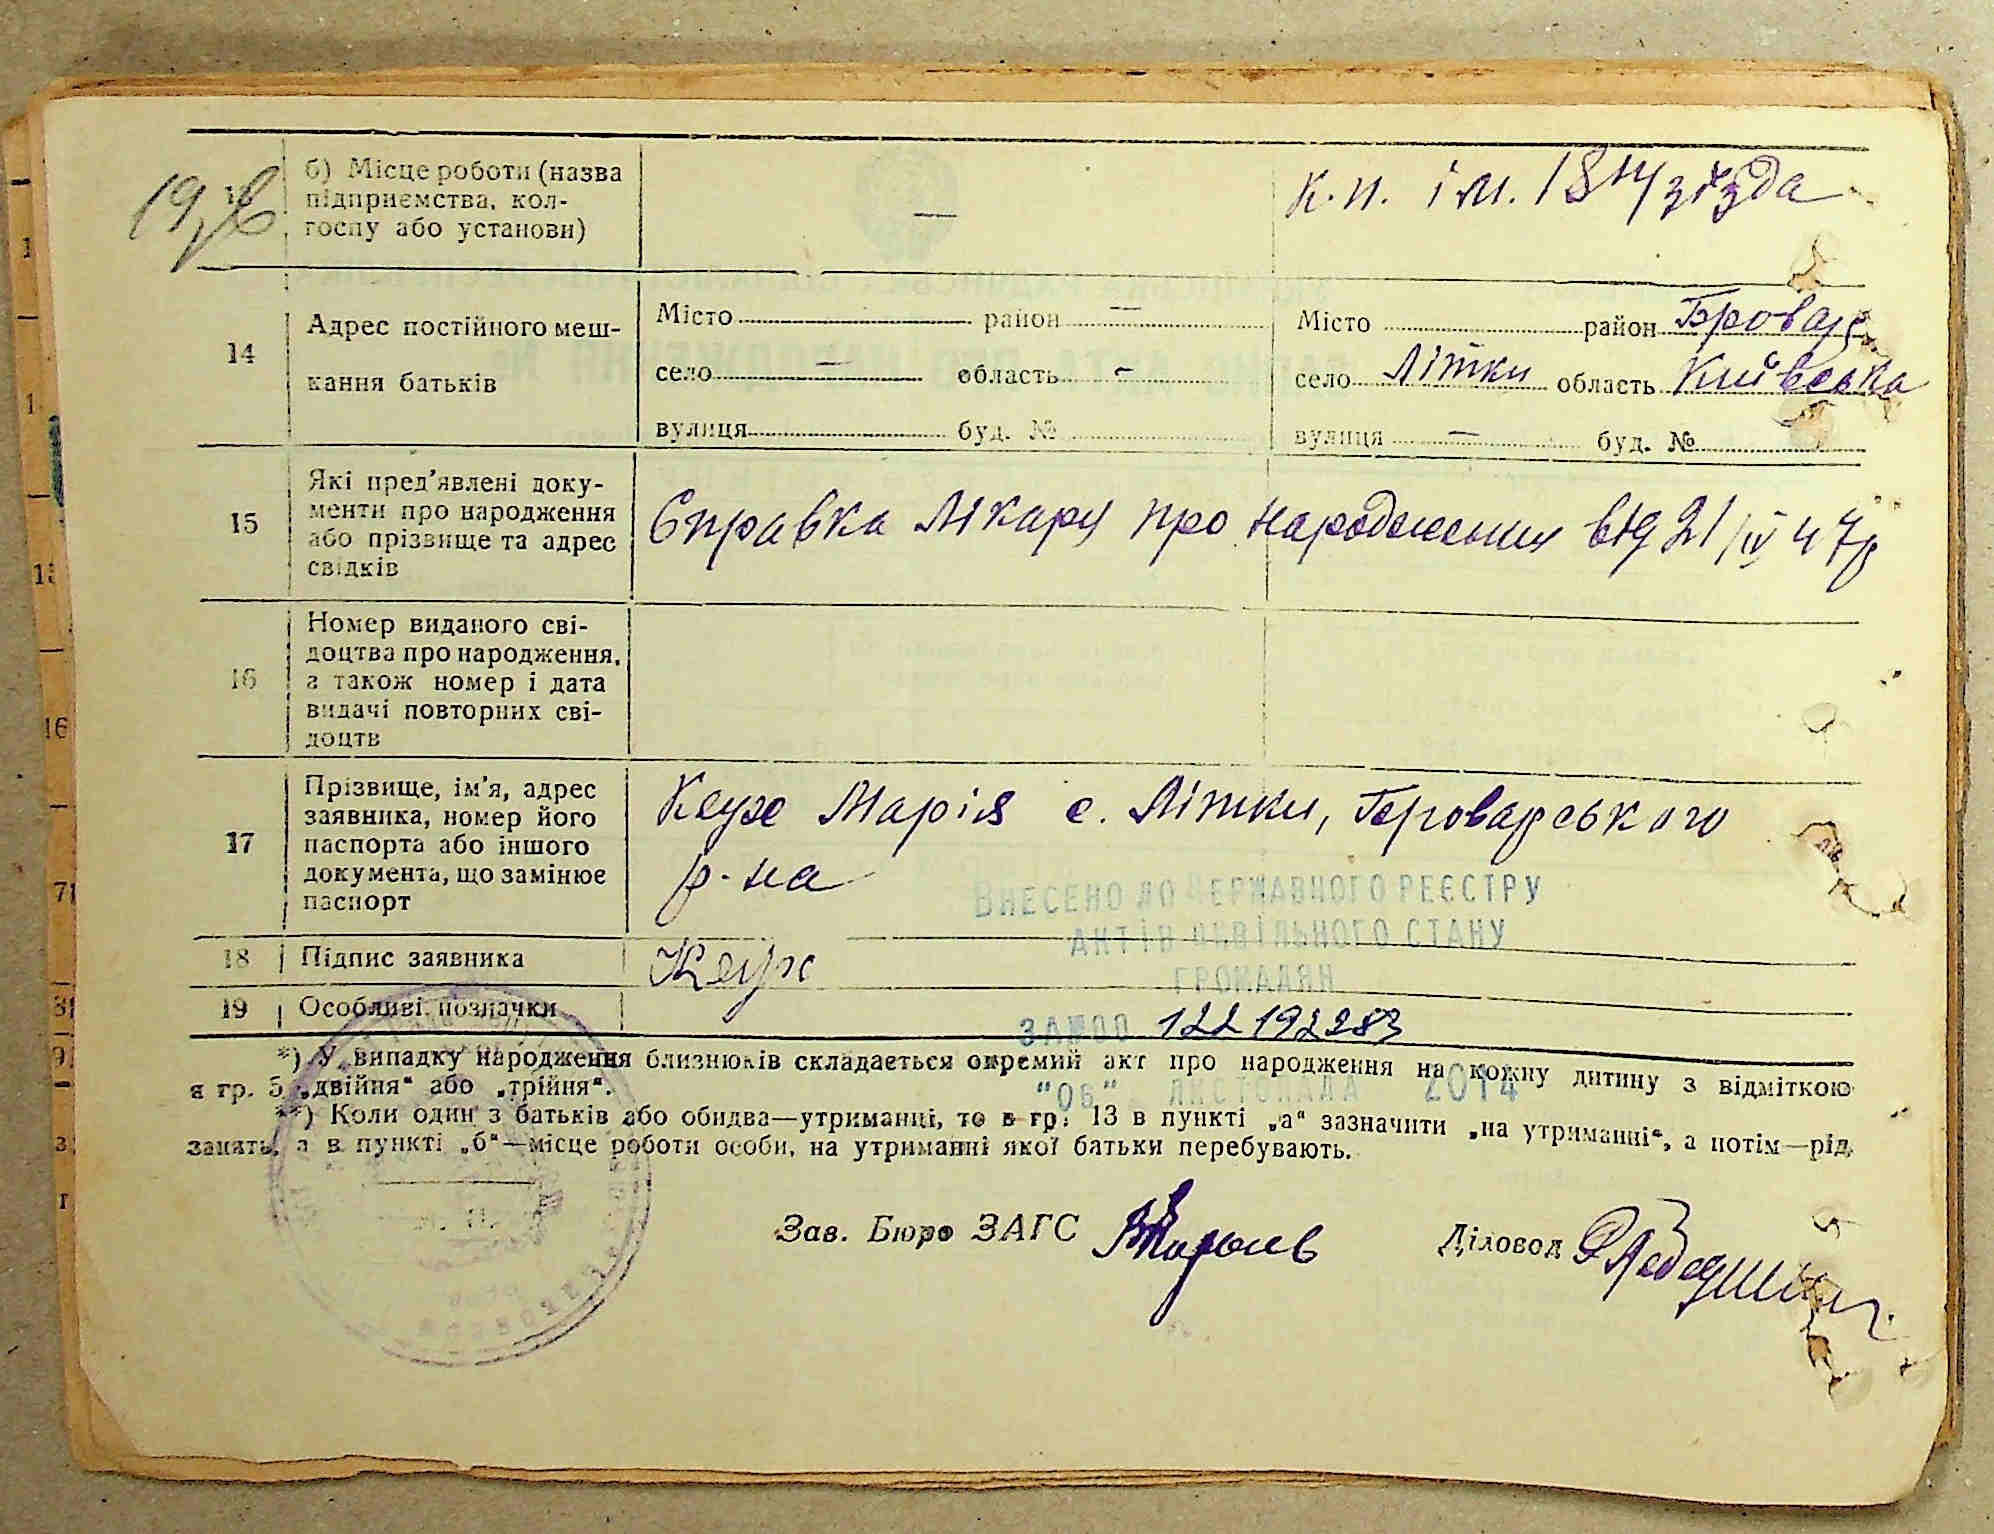 19
б) Місце роботи (назва
підприємства, кол-
госпу або установи)
—
к.п. ім. 18 п/зїзда
14
Адрес постійного меш-
кання батьків
Місто район —
село — область -
вулиця буд. №
Місто район Бровар
село Літки область Київська
вулиця — буд. №
15
Які пред'явлені доку-
менти про народження
або прізвище та адрес
свідків
Справка лікаря про народження від 21/IV 47р
16
Номер виданого сві-
доцтва про народження,
а також номер і дата
видачі повторних сві-
доцтв
17
Прізвище, ім'я, адрес
заявника, номер його
паспорта або іншого
документа, що замінює
паспорт
Марія с. Літки, Броварського
р-на
ВНЕСЕНО ДО ДЕРЖАВНОГО РЕЄСТРУ
АКТІВ ЦИВІЛЬНОГО СТАНУ
ГРОМАДЯН
18
Підпис заявника
19
Особливі позначки
ЗА №00 122192283
"06" ЛИСТОПАДА 2014
*) У випадку народження близнюків складається окремий акт про народження на кожну дитину з відміткою
в гр. 5 „двійня“ або „трійня“.
**) Коли один з батьків або обидва—утриманці, то в гр. 13 в пункті „а“ зазначити „на утриманні“, а потім—рід
занять, а в пункті „б“—місце роботи особи, на утриманні якої батьки перебувають.
М. П.
Зав. Бюро ЗАГС
Діловод